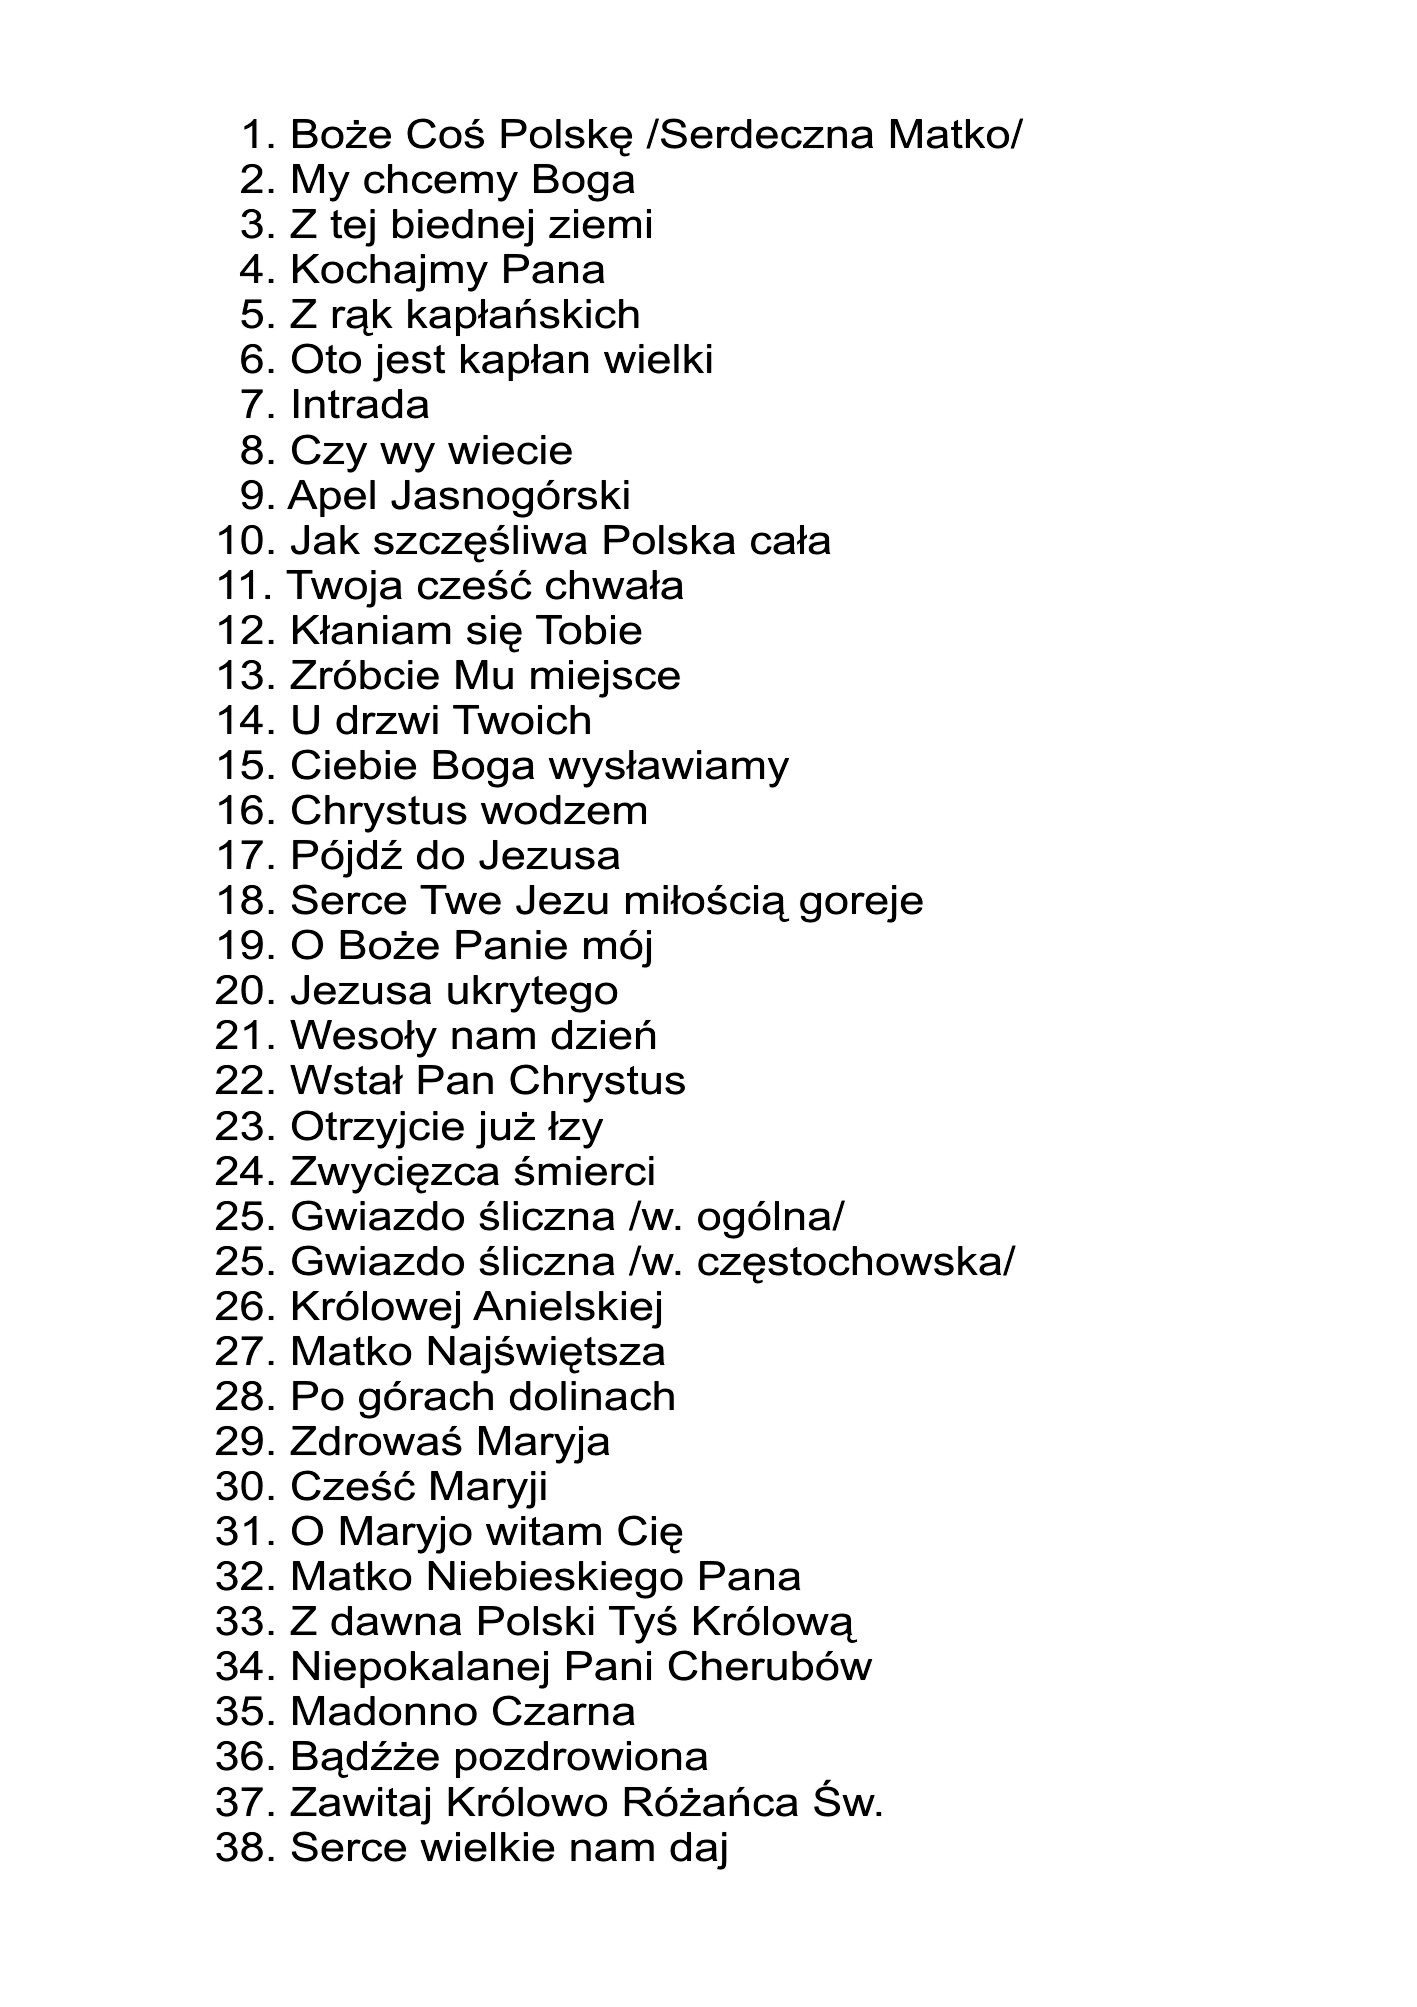 1. Boże Coś Polskę /Serdeczna Matko/
2. My chcemy Boga
3. Z tej biednej ziemi
4. Kochajmy Pana
5. Z rąk kapłańskich
6. Oto jest kapłan wielki
7. Intrada
8. Czy wy wiecie
9. Apel Jasnogórski
10. Jak szczęśliwa Polska cała
11. Twoja cześć chwała
12. Kłaniam się Tobie
13. Zróbcie Mu miejsce
14. U drzwi Twoich
15. Ciebie Boga wysławiamy
16. Chrystus wodzem
17. Pójdź do Jezusa
18. Serce Twe Jezu miłością goreje
19. O Boże Panie mój
20. Jezusa ukrytego
21. Wesoły nam dzień
22. Wstał Pan Chrystus
23. Otrzyjcie już łzy
24. Zwycięzca śmierci
25. Gwiazdo śliczna /w. ogólna/
25. Gwiazdo śliczna /w. częstochowska/
26. Królowej Anielskiej
27. Matko Najświętsza
28. Po górach dolinach
29. Zdrowaś Maryja
30. Cześć Maryji
31. O Maryjo witam Cię
32. Matko Niebieskiego Pana
33. Z dawna Polski Tyś Królową
34. Niepokalanej Pani Cherubów
35. Madonno Czarna
36. Bądźże pozdrowiona
37. Zawitaj Królowo Różańca Św.
38. Serce wielkie nam daj